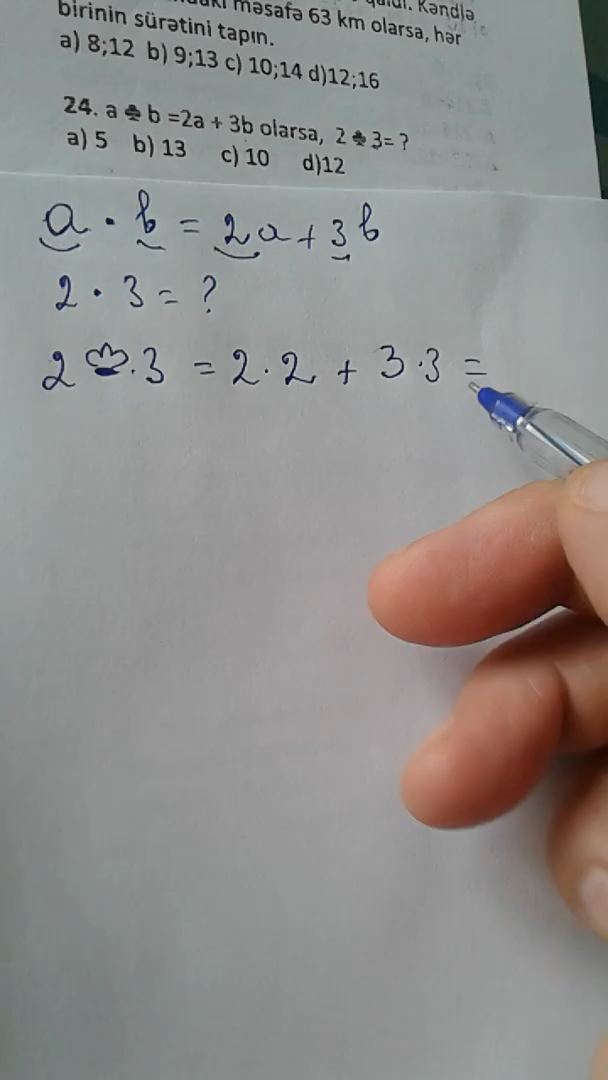 məsafə 63 km olarsa, hər
birinin sürətini tapın.
a) 8;12 b) 9;13 c) 10;14 d)12;16
24. a ♣ b =2a + 3b olarsa, 2 ♣ 3= ?
a) 5 b) 13 c) 10 d)12
a · b = 2a + 3b
2 · 3 = ?
2 ♣ · 3 = 2 · 2 + 3 · 3 =